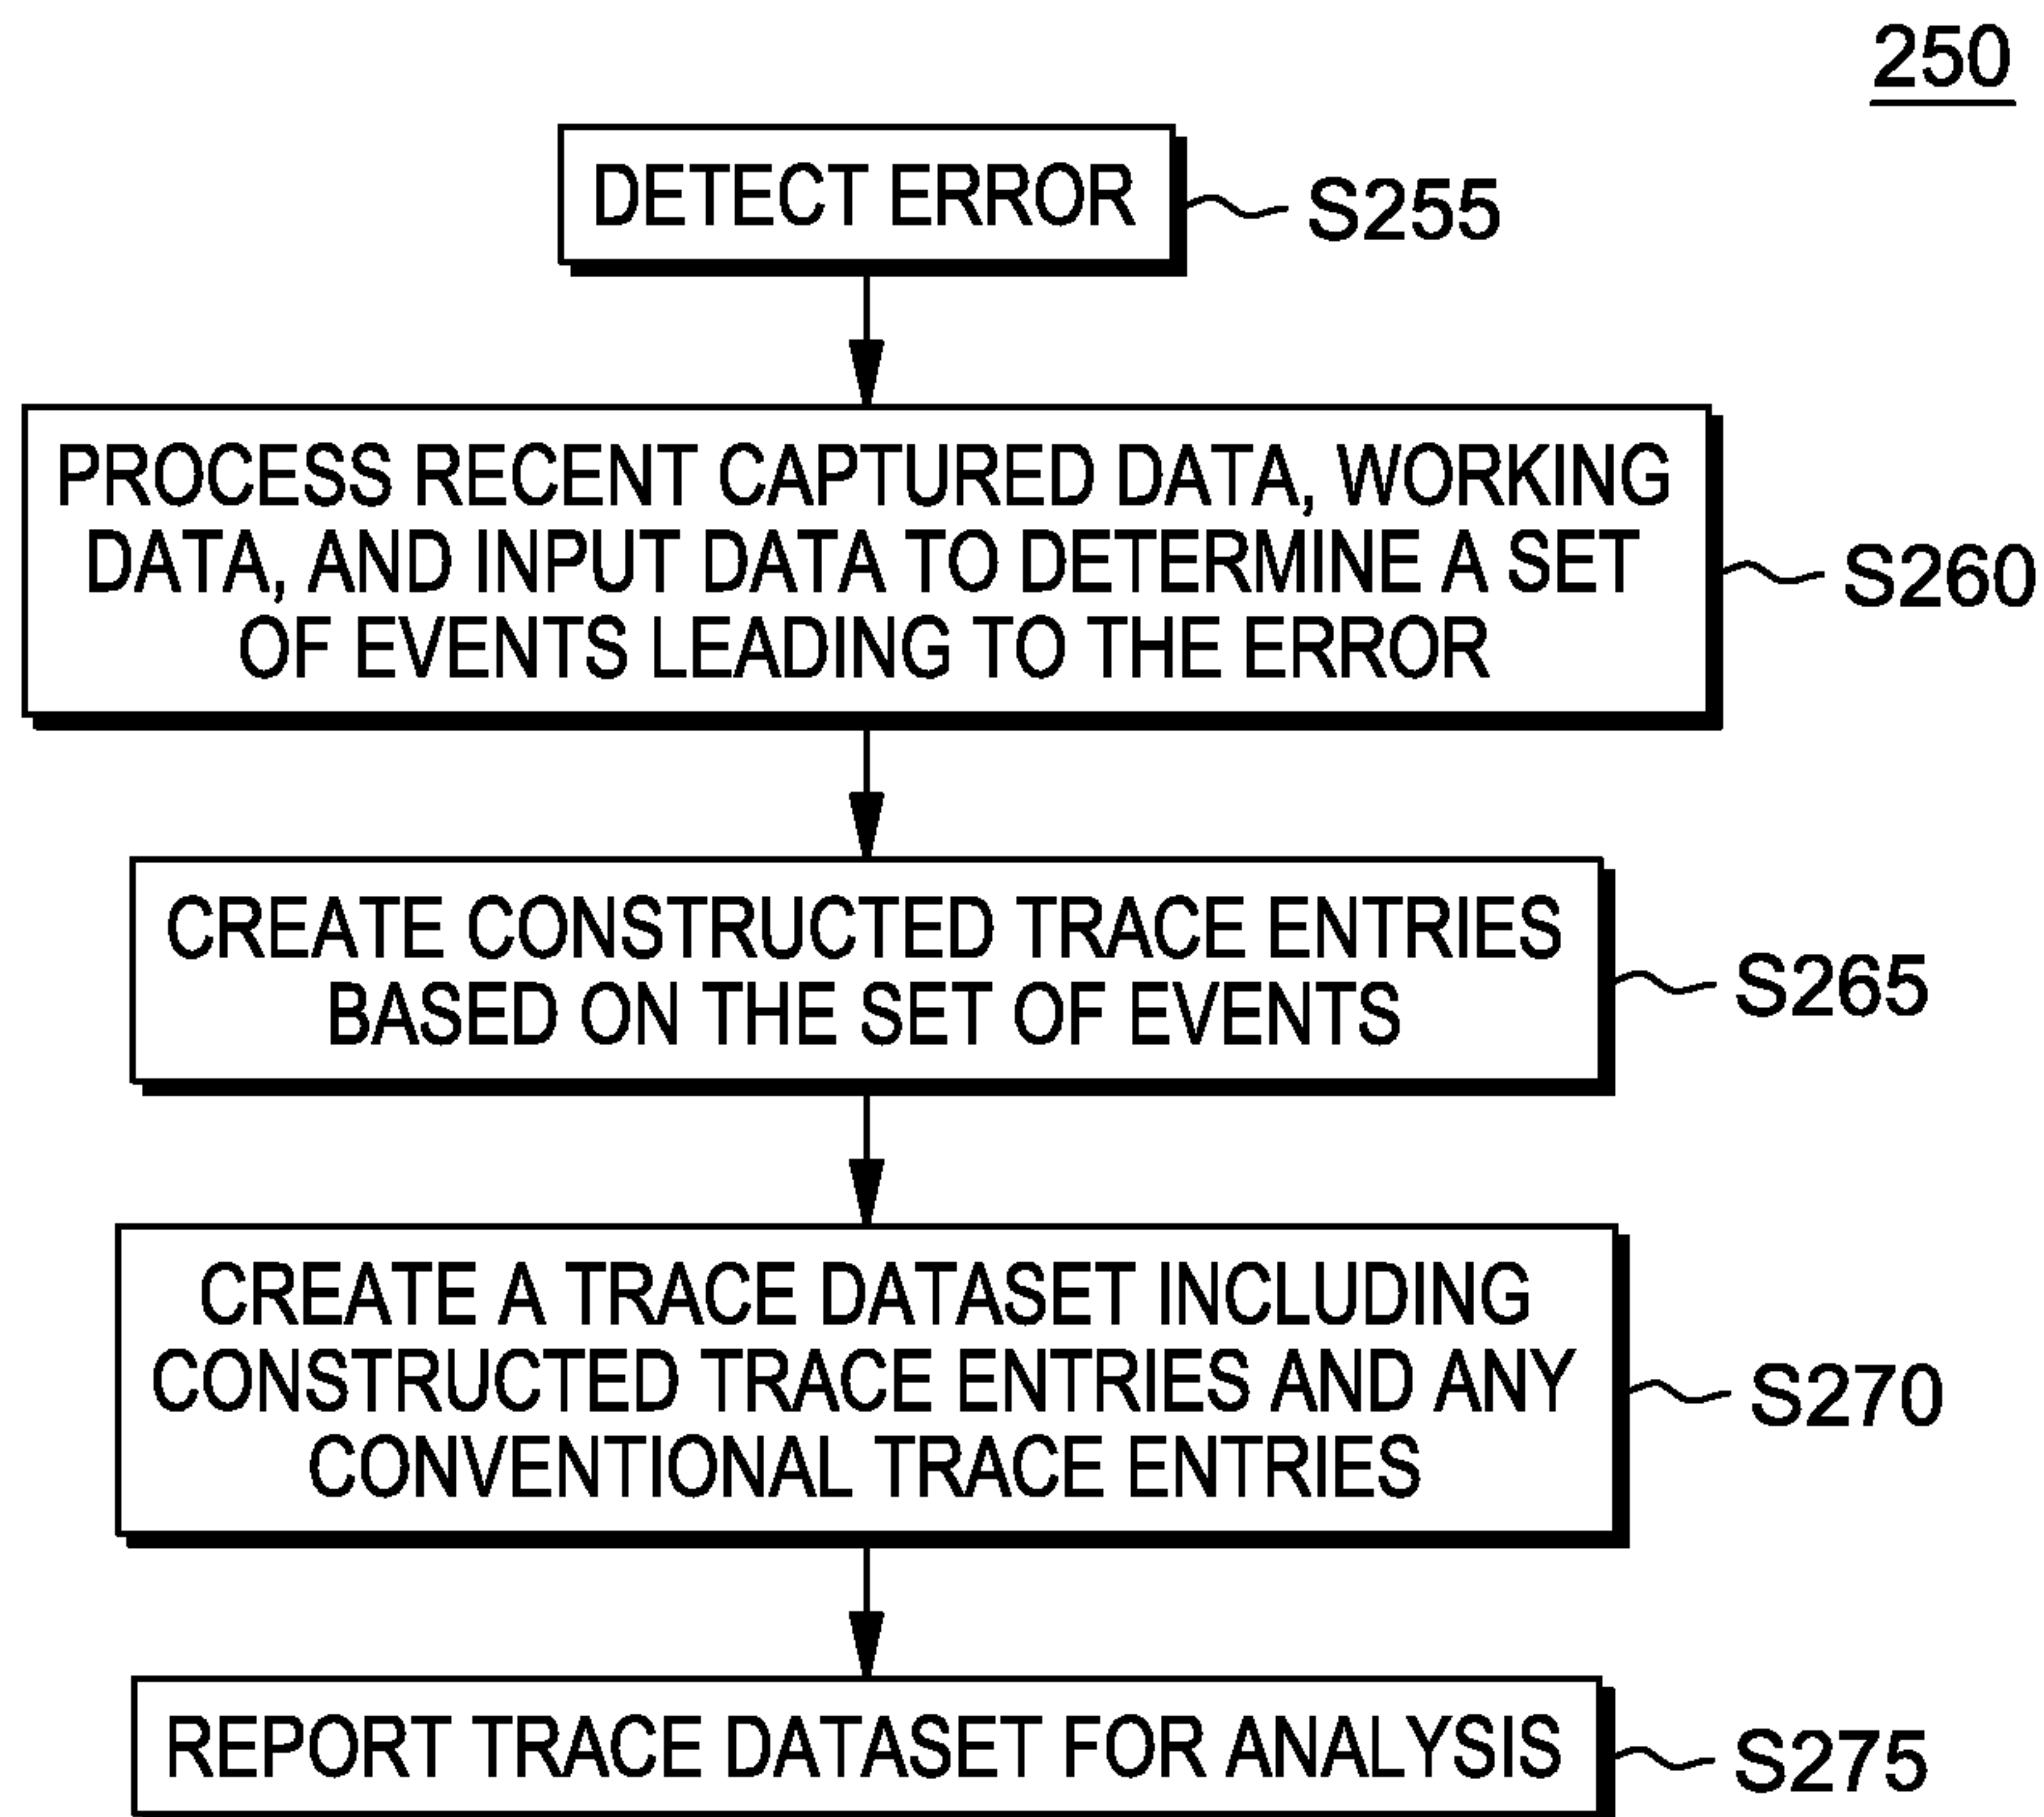 250
DETECT ERROR
S255
PROCESS RECENT CAPTURED DATA, WORKING
DATA, AND INPUT DATA TO DETERMINE A SET
OF EVENTS LEADING TO THE ERROR
S260
CREATE CONSTRUCTED TRACE ENTRIES
BASED ON THE SET OF EVENTS
S265
CREATE A TRACE DATASET INCLUDING
CONSTRUCTED TRACE ENTRIES AND ANY
CONVENTIONAL TRACE ENTRIES
S270
REPORT TRACE DATASET FOR ANALYSIS
S275